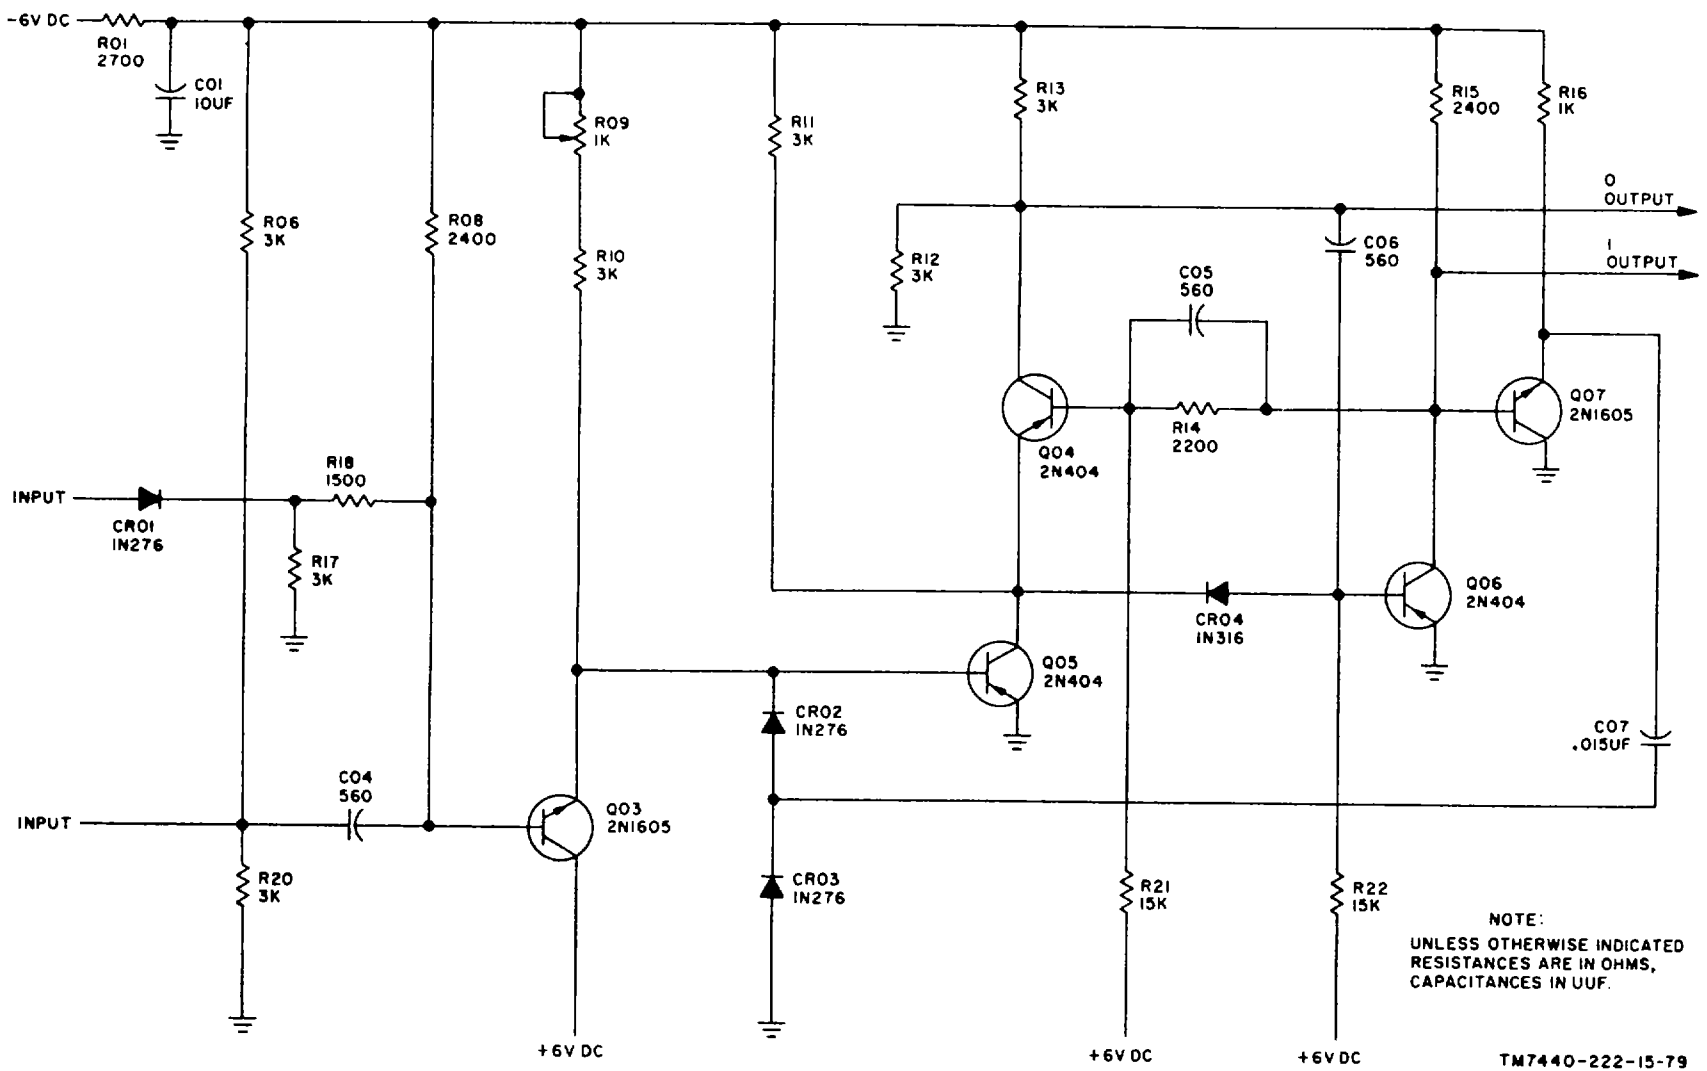 -6V DC
R01
2700
C01
10UF
R06
3K
R08
2400
R09
1K
R10
3K
R11
3K
R13
3K
R15
2400
R16
1K
0
OUTPUT
1
OUTPUT
R12
3K
C06
560
C05
560
R14
2200
Q04
2N404
Q07
2N1605
INPUT
CR01
1N276
R18
1500
R17
3K
CR04
1N316
Q06
2N404
Q05
2N404
CR02
1N276
C07
.015UF
INPUT
C04
560
Q03
2N1605
R20
3K
CR03
1N276
R21
15K
R22
15K
+6V DC
+6V DC
+6V DC
NOTE:
UNLESS OTHERWISE INDICATED
RESISTANCES ARE IN OHMS,
CAPACITANCES IN UUF.
TM7440-222-15-79